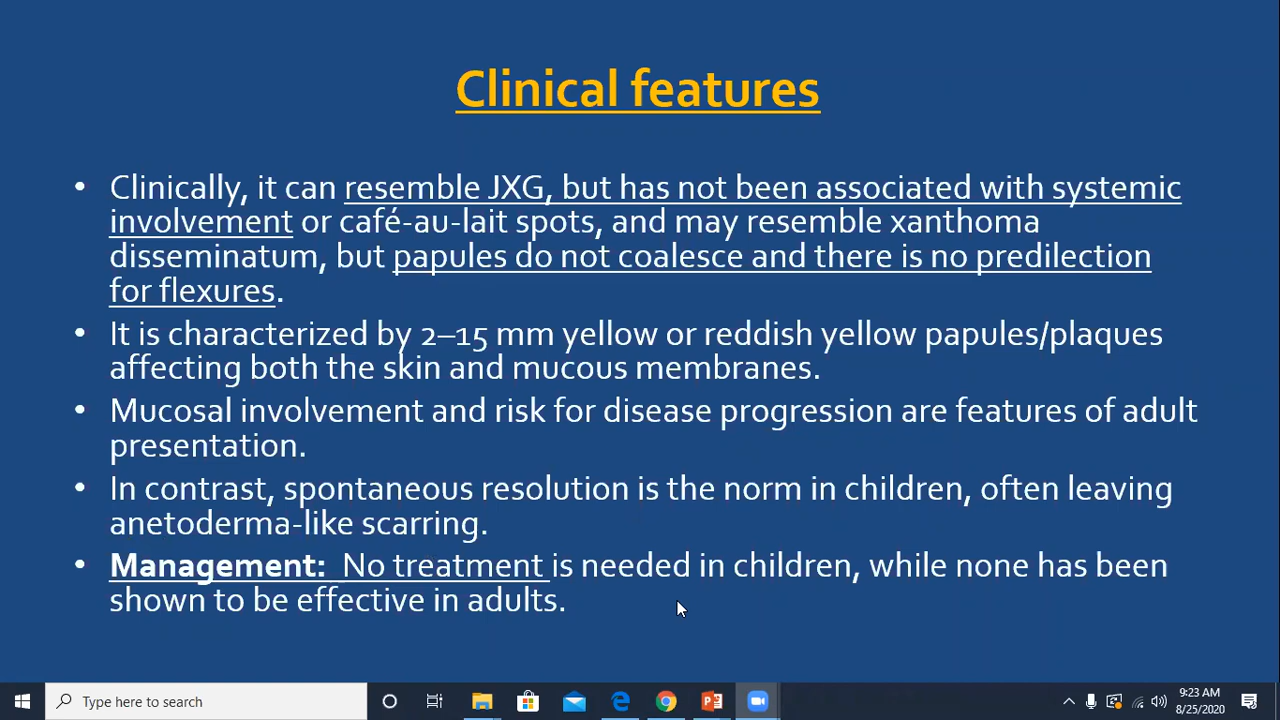 Clinical features
• Clinically, it can resemble JXG, but has not been associated with systemic
involvement or café-au-lait spots, and may resemble xanthoma
disseminatum, but papules do not coalesce and there is no predilection
for flexures.
• It is characterized by 2–15 mm yellow or reddish yellow papules/plaques
affecting both the skin and mucous membranes.
• Mucosal involvement and risk for disease progression are features of adult
presentation.
• In contrast, spontaneous resolution is the norm in children, often leaving
anetoderma-like scarring.
• Management: No treatment is needed in children, while none has been
shown to be effective in adults.
Type here to search
9:23 AM
8/25/2020